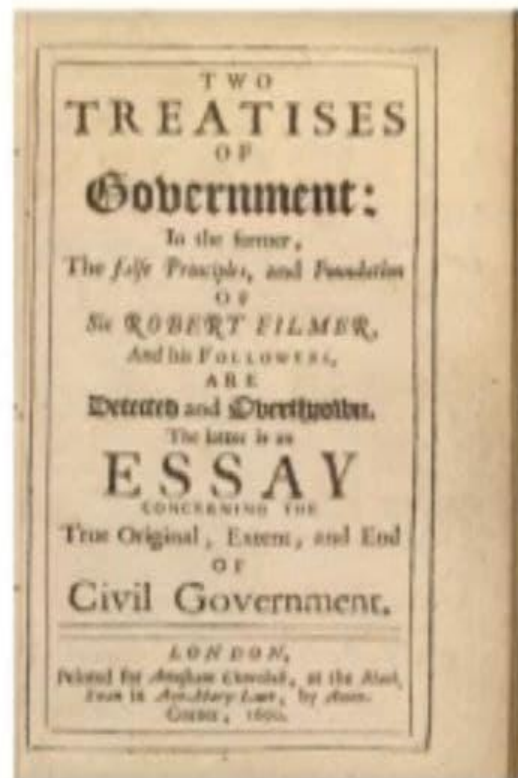 TWO
TREATISES
OF
Government:
In the former,
The false Principles, and Foundation
OF
Sir ROBERT FILMER,
And his FOLLOWERS,
ARE
Detected and Overthrown.
The latter is an
ESSAY
CONCERNING THE
True Original, Extent, and End
OF
Civil Government.
LONDON,
Printed for Awnsham Churchill, at the Black
Swan in Ave-Mary-Lane, by Amen-
Corner, 1690.